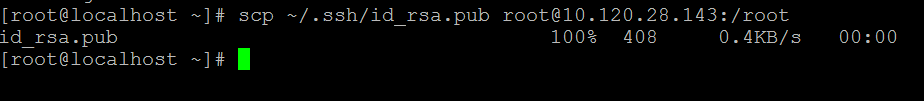 [root@localhost ~]# scp ~/.ssh/id_rsa.pub root@10.120.28.143:/root
id_rsa.pub 100% 408 0.4KB/s 00:00
[root@localhost ~]#